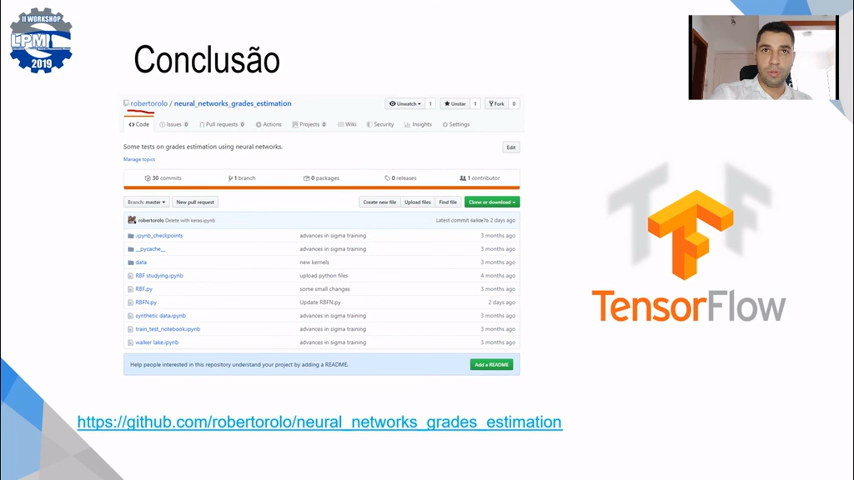 II WORKSHOP
LPM
2019
Conclusão
robertorolo / neural_networks_grades_estimation
Unwatch 1 Unstar 1 Fork 0
Code Issues 0 Pull requests 0 Actions Projects 0 Wiki Security Insights Settings
Some tests on grades estimation using neural networks. Edit
Manage topics
30 commits 1 branch 0 packages 0 releases 1 contributor
Branch: master New pull request Create new file Upload files Find file Clone or download
robertorolo Delete with keras.ipynb Latest commit 2 days ago
.ipynb_checkpoints advances in sigma training 3 months ago
__pycache__ advances in sigma training 3 months ago
data new kernels 3 months ago
RBF studying.ipynb upload python files 4 months ago
RBF.py some small changes 3 months ago
RBFN.py Update RBFN.py 2 days ago
synthetic data.ipynb advances in sigma training 3 months ago
train_test_notebook.ipynb advances in sigma training 3 months ago
walker lake.ipynb advances in sigma training 3 months ago
Help people interested in this repository understand your project by adding a README. Add a README
TensorFlow
https://github.com/robertorolo/neural_networks_grades_estimation